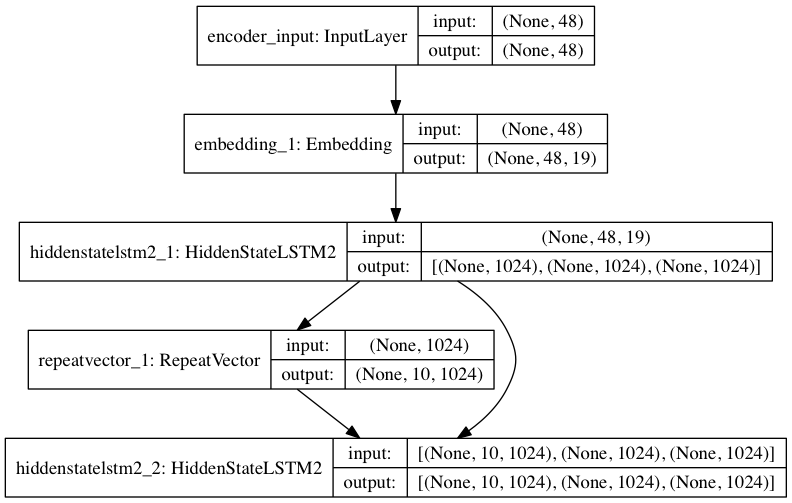 encoder_input: InputLayer
input:
(None, 48)
output:
(None, 48)
embedding_1: Embedding
input:
(None, 48)
output:
(None, 48, 19)
hiddenstatelstm2_1: HiddenStateLSTM2
input:
(None, 48, 19)
output:
[(None, 1024), (None, 1024), (None, 1024)]
repeatvector_1: RepeatVector
input:
(None, 1024)
output:
(None, 10, 1024)
hiddenstatelstm2_2: HiddenStateLSTM2
input:
[(None, 10, 1024), (None, 1024), (None, 1024)]
output:
[(None, 10, 1024), (None, 1024), (None, 1024)]